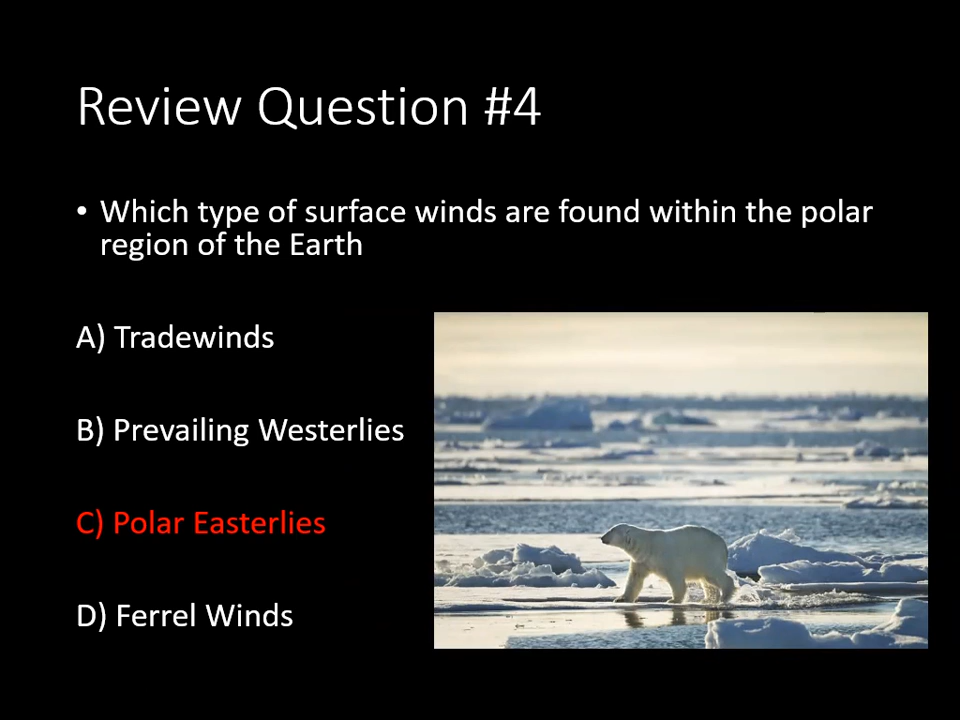 Review Question #4
• Which type of surface winds are found within the polar
region of the Earth
A) Tradewinds
B) Prevailing Westerlies
C) Polar Easterlies
D) Ferrel Winds